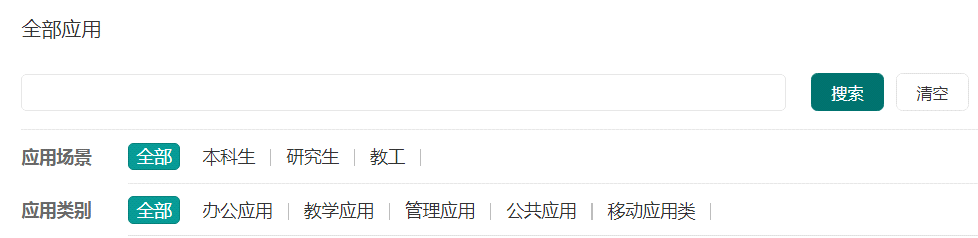 全部应用
搜索 清空
应用场景 全部 本科生 研究生 教工
应用类别 全部 办公应用 教学应用 管理应用 公共应用 移动应用类